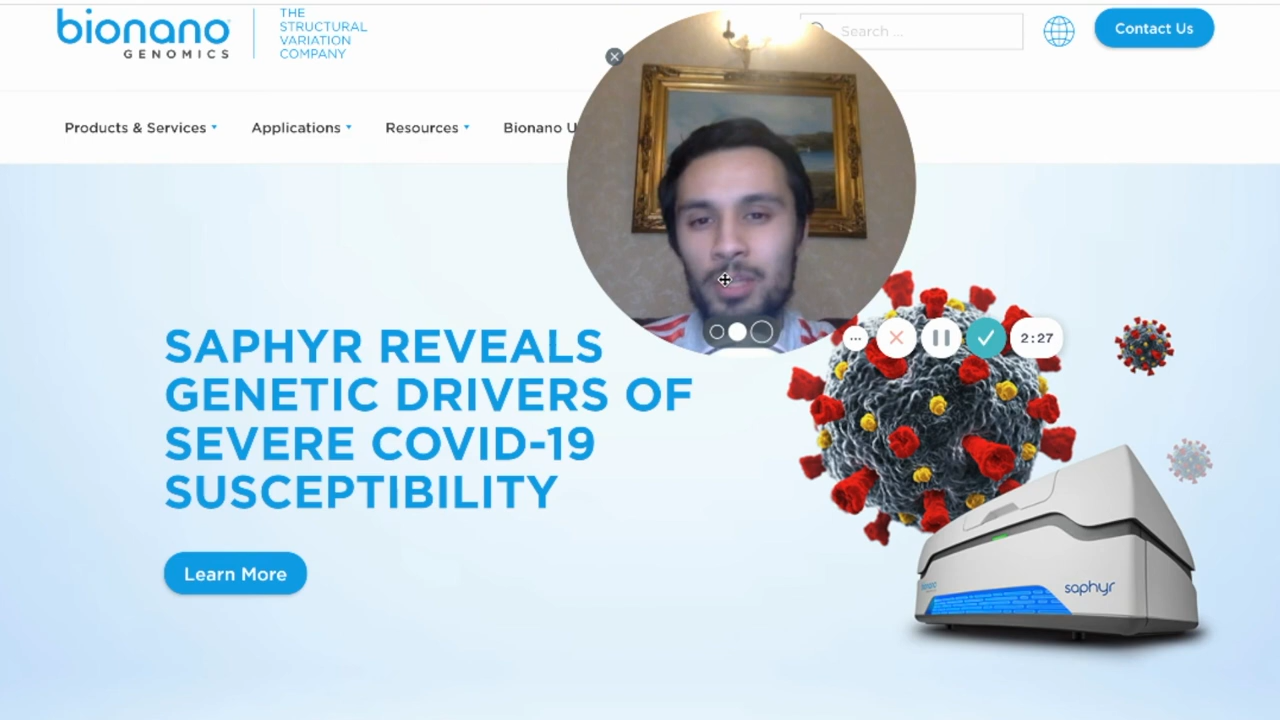 bionano
GENOMICS
THE
STRUCTURAL
VARIATION
COMPANY
Search ...
Contact Us
Products & Services
Applications
Resources
Bionano
SAPHYR REVEALS
GENETIC DRIVERS OF
SEVERE COVID-19
SUSCEPTIBILITY
Learn More
2:27
bionano
saphyr